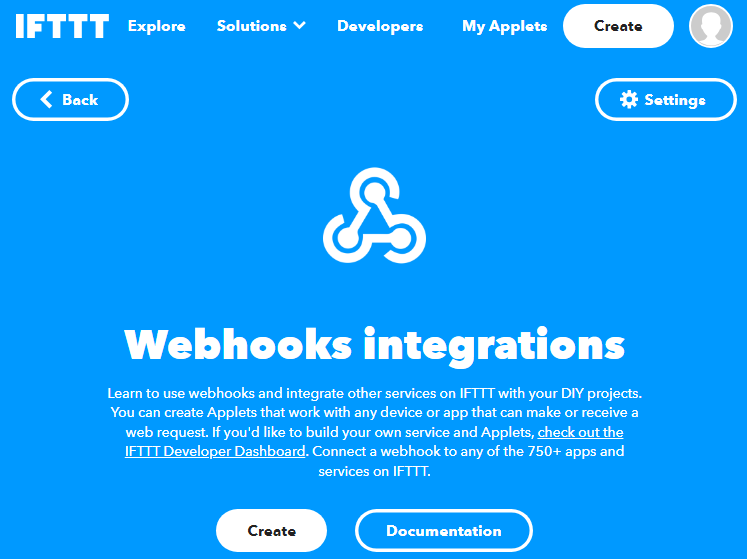 IFTTT Explore Solutions Developers My Applets Create
Back Settings
Webhooks integrations
Learn to use webhooks and integrate other services on IFTTT with your DIY projects.
You can create Applets that work with any device or app that can make or receive a
web request. If you'd like to build your own service and Applets, check out the
IFTTT Developer Dashboard. Connect a webhook to any of the 750+ apps and
services on IFTTT.
Create Documentation